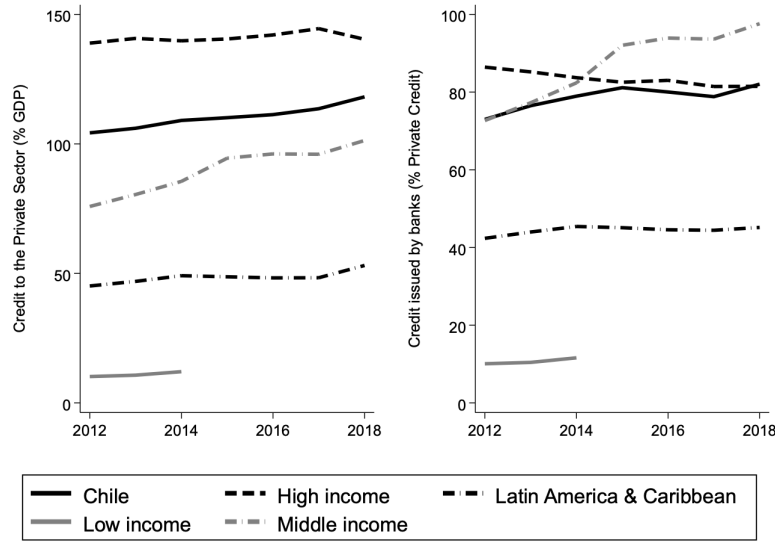 Credit to the Private Sector (% GDP)
150
100
50
0
2012 2014 2016 2018
Credit issued by banks (% Private Credit)
100
80
60
40
20
0
2012 2014 2016 2018
Chile High income Latin America & Caribbean
Low income Middle income